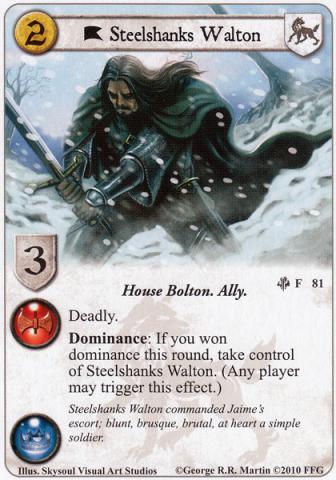 2
Steelshanks Walton
3
House Bolton. Ally.
F 81
Deadly.
Dominance: If you won
dominance this round, take control
of Steelshanks Walton. (Any player
may trigger this effect.)
Steelshanks Walton commanded Jaime's
escort; blunt, brusque, brutal, at heart a simple
soldier.
Illus. Skysoul Visual Art Studios
©George R.R. Martin ©2010 FFG